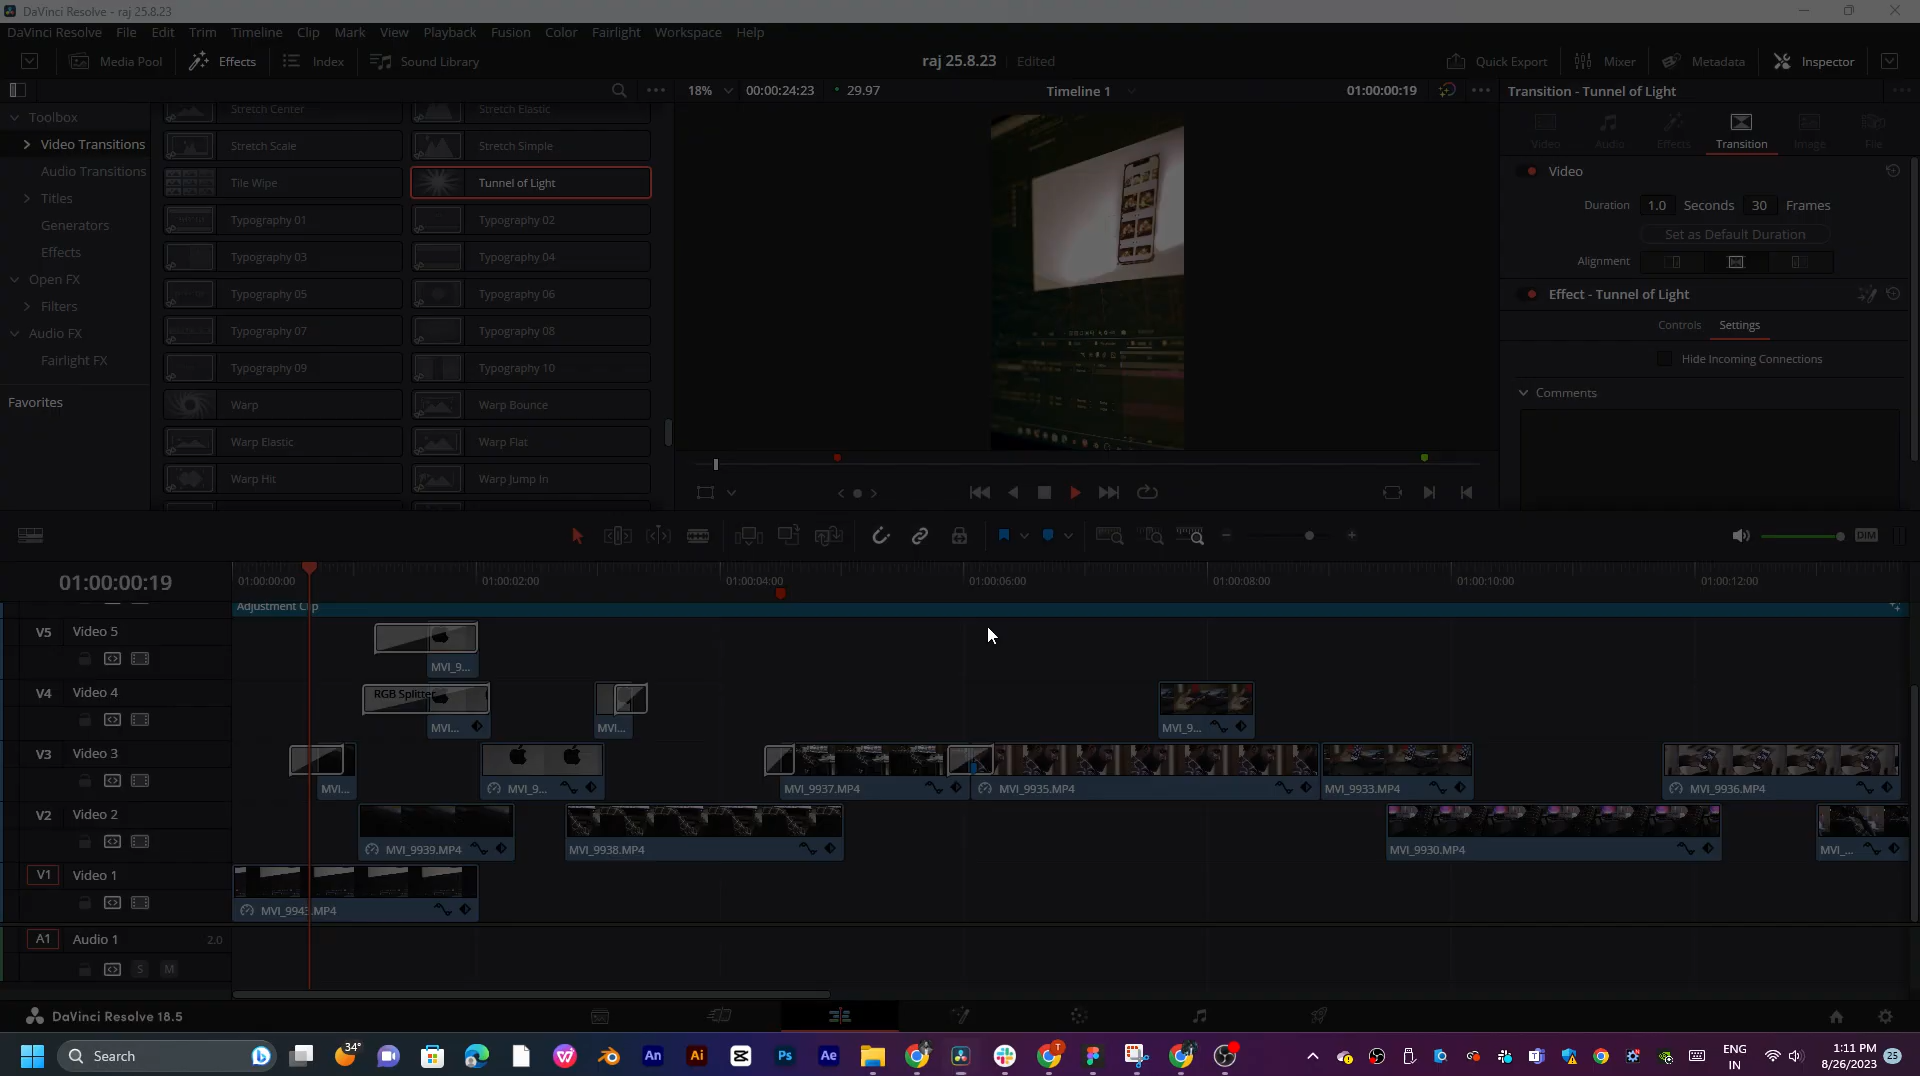 DaVinci Resolve - raj 25.8.23
DaVinci Resolve File Edit Trim Timeline Clip Mark View Playback Fusion Color Fairlight Workspace Help
Media Pool Effects Index Sound Library raj 25.8.23 Edited Quick Export Mixer Metadata Inspector
18% 00:00:24:23 29.97 Timeline 1 01:00:00:19 Transition - Tunnel of Light
Toolbox
Video Transitions
Audio Transitions
Titles
Generators
Effects
Open FX
Filters
Audio FX
Fairlight FX
Favorites
Stretch Center Stretch Elastic
Stretch Scale Stretch Simple
Tile Wipe Tunnel of Light
Typography 01 Typography 02
Typography 03 Typography 04
Typography 05 Typography 06
Typography 07 Typography 08
Typography 09 Typography 10
Warp Warp Bounce
Warp Elastic Warp Flat
Warp Hit Warp Jump In
Video Audio Effects Transition Image File
Video
Duration 1.0 Seconds 30 Frames
Set as Default Duration
Alignment
Effect - Tunnel of Light
Controls Settings
Hide Incoming Connections
Comments
DIM
01:00:00:19 01:00:00:00 01:00:02:00 01:00:04:00 01:00:06:00 01:00:08:00 01:00:10:00 01:00:12:00
Adjustment Clip
V5 Video 5
MVI_9...
V4 Video 4 RGB Splitter
MVI... MVI... MVI_9...
V3 Video 3
MVI... MVI_9... MVI_9937.MP4 MVI_9935.MP4 MVI_9933.MP4 MVI_9936.MP4
V2 Video 2
MVI_9939.MP4 MVI_9938.MP4 MVI_9930.MP4 MVI_...
V1 Video 1
MVI_9943.MP4
A1 Audio 1 2.0
S M
DaVinci Resolve 18.5
Search 34° An Ai Ps Ae T ENG IN 1:11 PM 8/26/2023 25